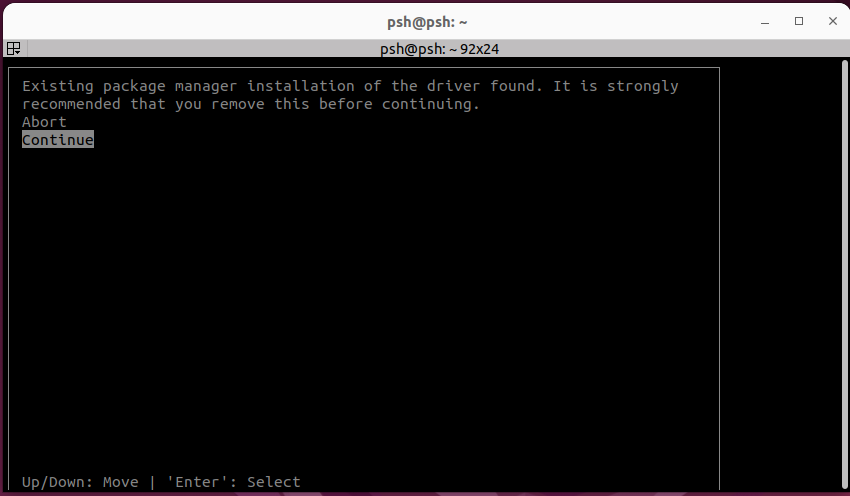 psh@psh: ~
psh@psh: ~ 92x24
Existing package manager installation of the driver found. It is strongly
recommended that you remove this before continuing.
Abort
Continue
Up/Down: Move | 'Enter': Select